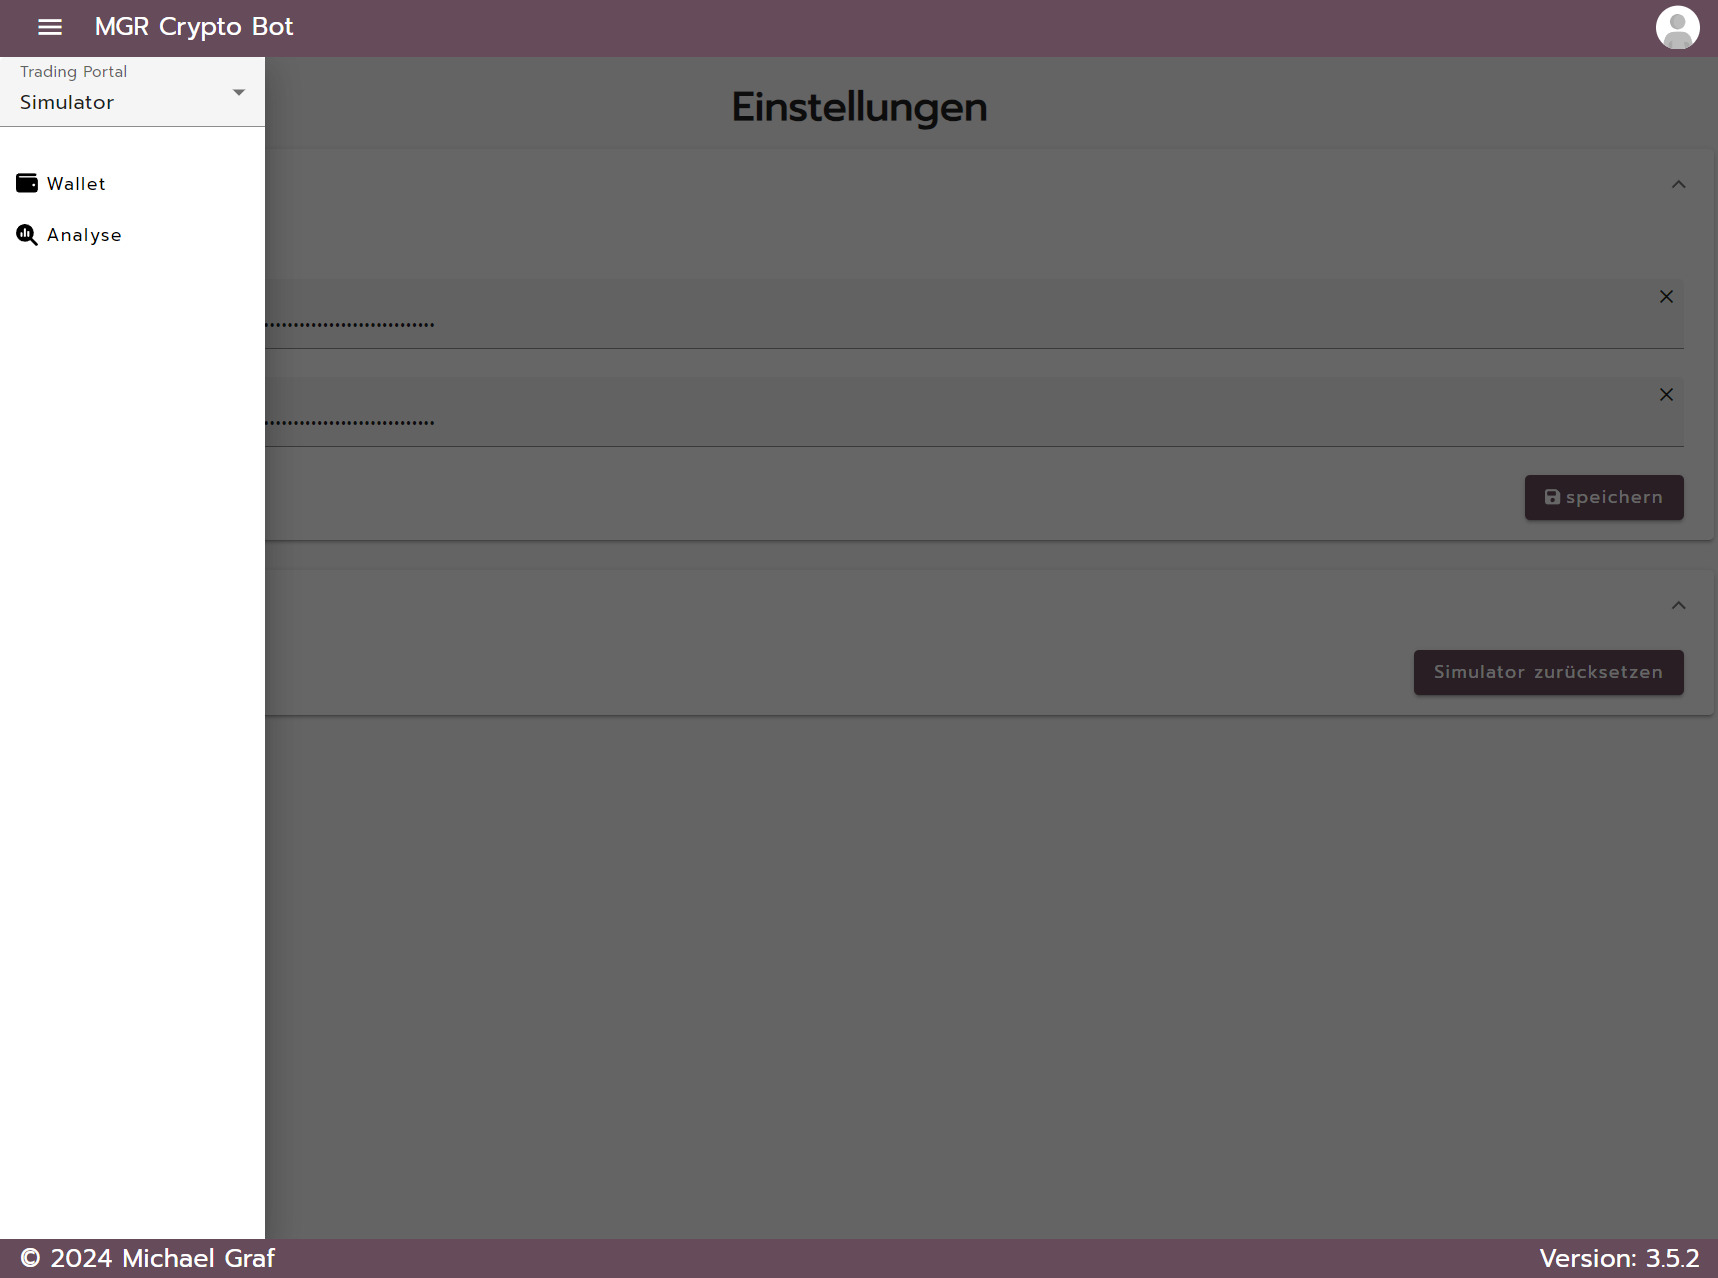 MGR Crypto Bot
Trading Portal
Simulator
Wallet
Analyse
Einstellungen
speichern
Simulator zurücksetzen
© 2024 Michael Graf
Version: 3.5.2